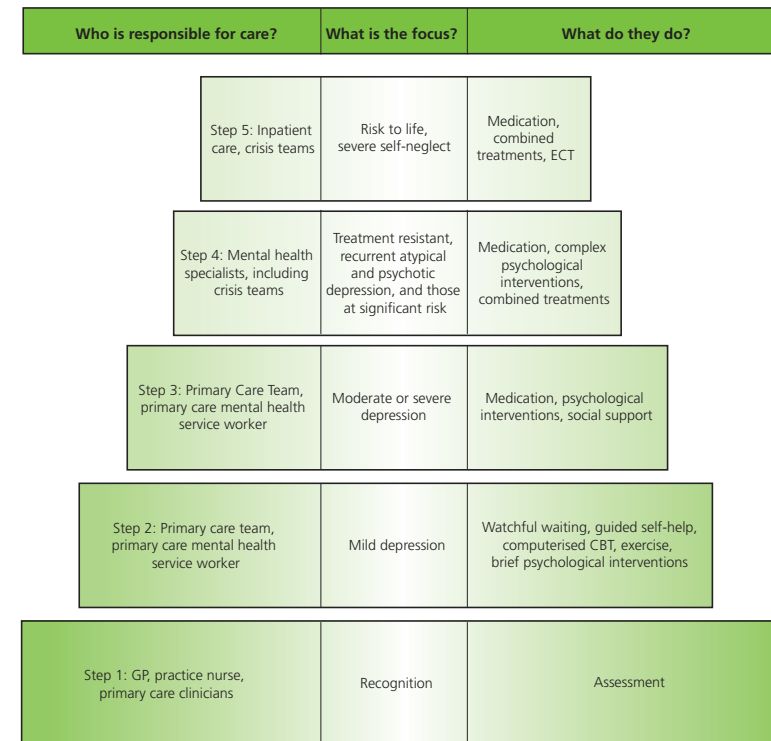 Who is responsible for care?
What is the focus?
What do they do?
Step 5: Inpatient
care, crisis teams
Risk to life,
severe self-neglect
Medication,
combined
treatments, ECT
Step 4: Mental health
specialists, including
crisis teams
Treatment resistant,
recurrent atypical
and psychotic
depression, and those
at significant risk
Medication, complex
psychological
interventions,
combined treatments
Step 3: Primary Care Team,
primary care mental health
service worker
Moderate or severe
depression
Medication, psychological
interventions, social support
Step 2: Primary care team,
primary care mental health
service worker
Mild depression
Watchful waiting, guided self-help,
computerised CBT, exercise,
brief psychological interventions
Step 1: GP, practice nurse,
primary care clinicians
Recognition
Assessment